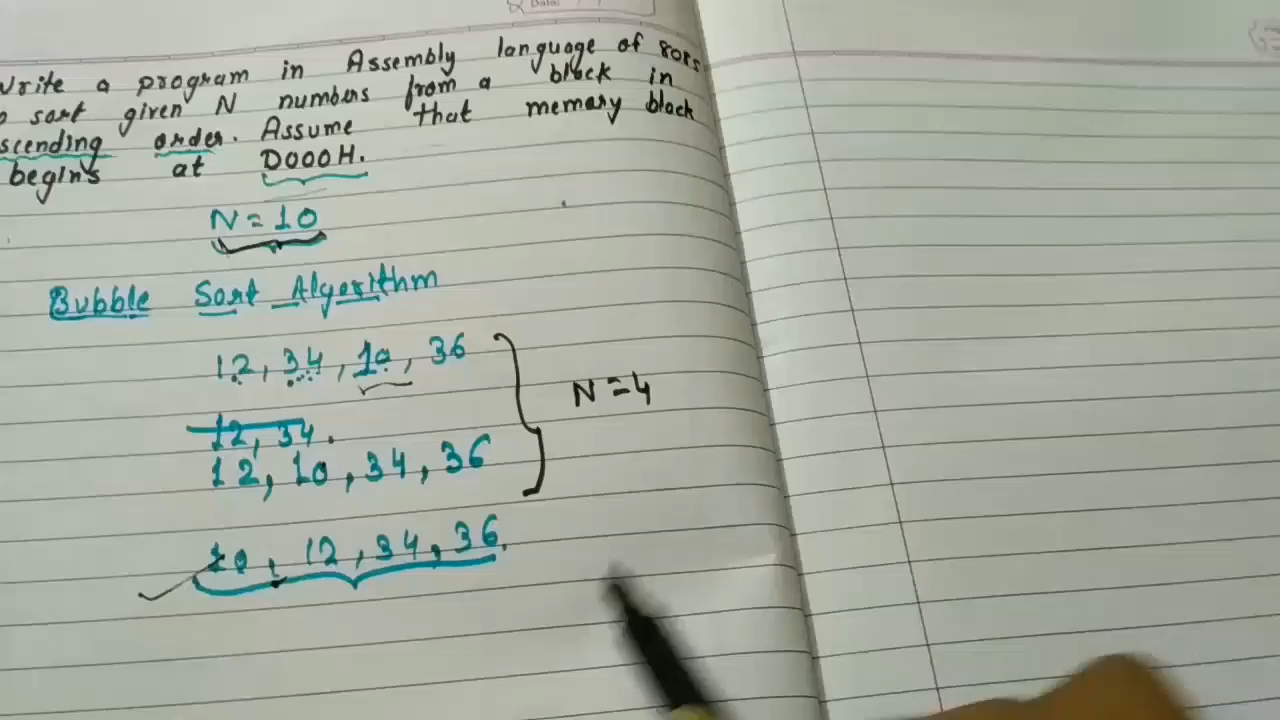 Write a program in Assembly language of 8085
sort given N numbers from a block in
scending order. Assume that memory block
begins at D000H.
N = 10
Bubble Sort Algorithm
12, 34, 10, 36
N = 4
12, 34.
12, 10, 34, 36
10, 12, 34, 36.